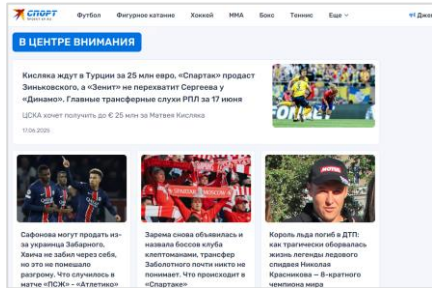 СПОРТ
Футбол Фигурное катание Хоккей ММА Бокс Теннис Еще
В ЦЕНТРЕ ВНИМАНИЯ
Кисляка ждут в Турции за 25 млн евро, «Спартак» продаст
Зиньковского, а «Зенит» не перехватит Сергеева у
«Динамо». Главные трансферные слухи РПЛ за 17 июня
ЦСКА хочет получить до € 25 млн за Матвея Кисляка
17.06.2025
Сафонова могут продать из-
за украинца Забарного,
Хвича не забил через себя,
но это не помешало
разгрому. Что случилось в
матче «ПСЖ» – «Атлетико»
Зарема снова объявилась и
назвала боссов клуба
клептоманами, трансфер
Заболотного почти никто не
понимает. Что происходит в
«Спартаке»
Король льда погиб в ДТП:
как трагически оборвалась
жизнь легенды ледового
спидвея Николая
Красникова – 8-кратного
чемпиона мира